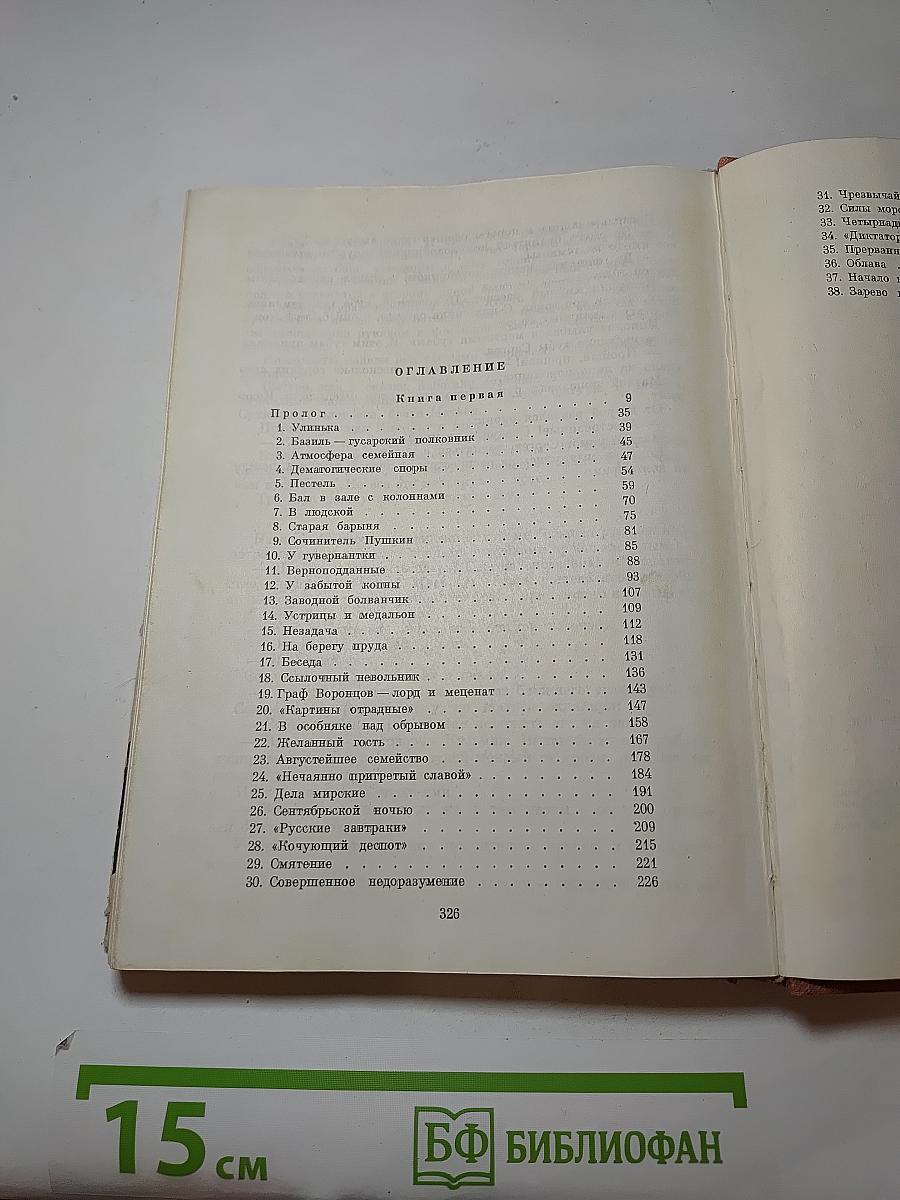 ОГЛАВЛЕНИЕ
Книга первая
Пролог . . . . . . . . . . . . . . . . 9
1. Улинька . . . . . . . . . . . . . . . 35
2. Базиль — гусарский полковник . . . . . . . 39
3. Атмосфера семейная . . . . . . . . . . . 45
4. Демагогические споры . . . . . . . . . . 47
5. Пестель . . . . . . . . . . . . . . . 54
6. Бал в зале с колоннами . . . . . . . . . 59
7. В людской . . . . . . . . . . . . . . 70
8. Старая барыня . . . . . . . . . . . . . 75
9. Сочинитель Пушкин . . . . . . . . . . . 81
10. У гувернантки . . . . . . . . . . . . . 85
11. Верноподданные . . . . . . . . . . . . 88
12. У забытой копны . . . . . . . . . . . . 93
13. Заводной болванчик . . . . . . . . . . . 107
14. Устрицы и медальон . . . . . . . . . . . 109
15. Незадача . . . . . . . . . . . . . . . 112
16. На берегу пруда . . . . . . . . . . . . 118
17. Беседа . . . . . . . . . . . . . . . . 131
18. Ссылочный невольник . . . . . . . . . . 136
19. Граф Воронцов — лорд и меценат . . . . . . 143
20. «Картины отрадные» . . . . . . . . . . . 147
21. В особняке над обрывом . . . . . . . . . 158
22. Желанный гость . . . . . . . . . . . . 167
23. Августейшее семейство . . . . . . . . . . 178
24. «Нечаянно пригретый славой» . . . . . . . . 184
25. Дела мирские . . . . . . . . . . . . . 191
26. Сентябрьской ночью . . . . . . . . . . . 200
27. «Русские завтраки» . . . . . . . . . . . 209
28. «Кочующий деспот» . . . . . . . . . . . 215
29. Смятение . . . . . . . . . . . . . . . 221
30. Совершенное недоразумение . . . . . . . . . 226
326
31. Чрезвычай
32. Силы мор
33. Четырнад
34. «Диктатор
35. Прерванн
36. Облава .
37. Начало
38. Зарево
15 см
БФ БИБЛИОФАН